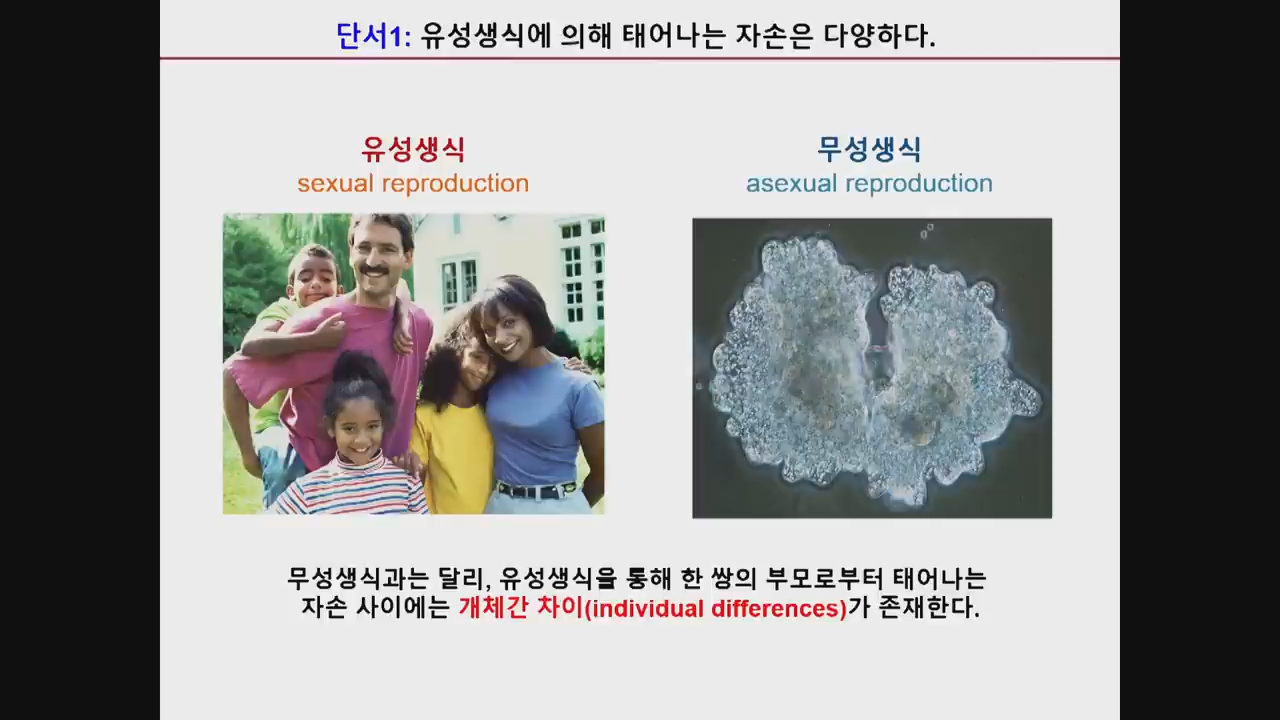 단서1: 유성생식에 의해 태어나는 자손은 다양하다.
유성생식
sexual reproduction
무성생식
asexual reproduction
무성생식과는 달리, 유성생식을 통해 한 쌍의 부모로부터 태어나는
자손 사이에는 개체간 차이(individual differences)가 존재한다.